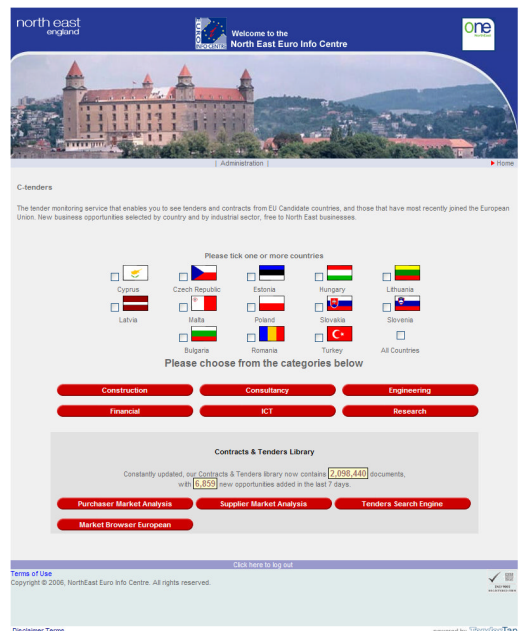 north east
england
EURO
INFO CENTRE
Welcome to the
North East Euro Info Centre
one
| Administration |
Home
C-tenders
The tender monitoring service that enables you to see tenders and contracts from EU Candidate countries, and those that have most recently joined the European
Union. New business opportunities selected by country and by industrial sector, free to North East businesses.
Please tick one or more countries
Cyprus Czech Republic Estonia Hungary Lithuania
Latvia Malta Poland Slovakia Slovenia
Bulgaria Romania Turkey All Countries
Please choose from the categories below
Construction Consultancy Engineering
Financial ICT Research
Contracts & Tenders Library
Constantly updated, our Contracts & Tenders library now contains 2,098,440 documents,
with 6,859 new opportunities added in the last 7 days.
Purchaser Market Analysis Supplier Market Analysis Tenders Search Engine
Market Browser European
Click here to log out
Terms of Use
Copyright © 2006, NorthEast Euro Info Centre. All rights reserved.
Disclaimer Terms
powered by